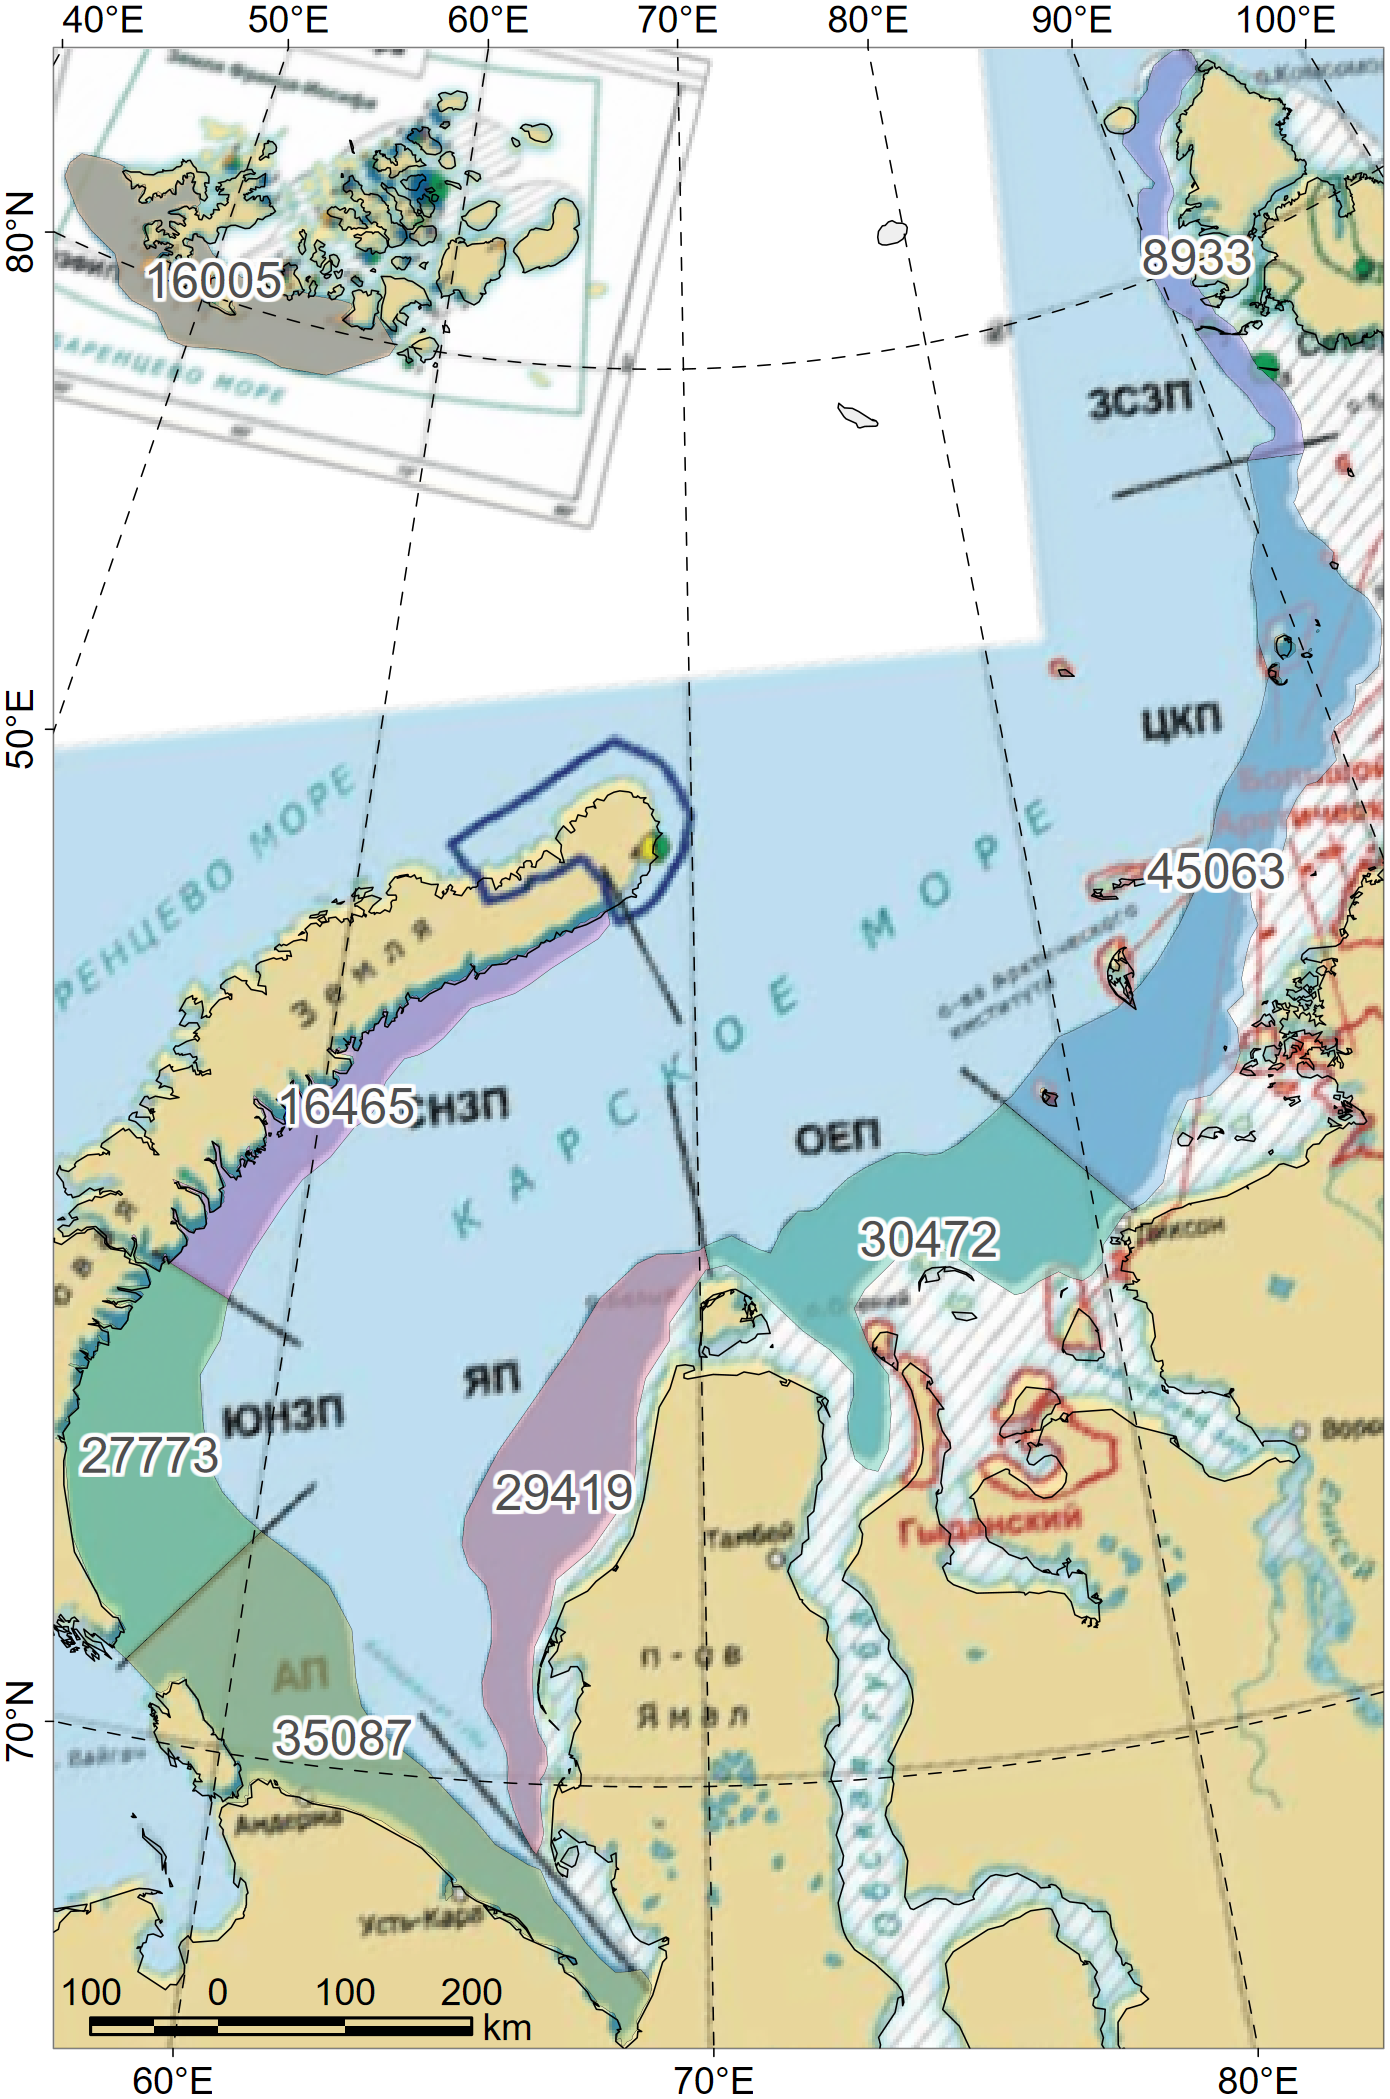 40°E 50°E 60°E 70°E 80°E 90°E 100°E
80°N
50°E
70°N
60°E 70°E 80°E
Земля Франца-Иосифа
16005
БАРЕНЦЕВО МОРЕ
8933
ЗСЗП
ЦКП
Большой
Арктическ
45063
РЕНЦЕВО МОРЕ
Земля
КАРСКОЕ МОРЕ
о-ва Арктического
института
16465
СНЗП
ОЕП
30472
Диксон
ЯП
ЮНЗП
27773
29419
Гыданский
Тамбей
п-ов
Ямал
АП
35087
Амдерма
Усть-Кара
Обская губа
Енисей
100 0 100 200
km